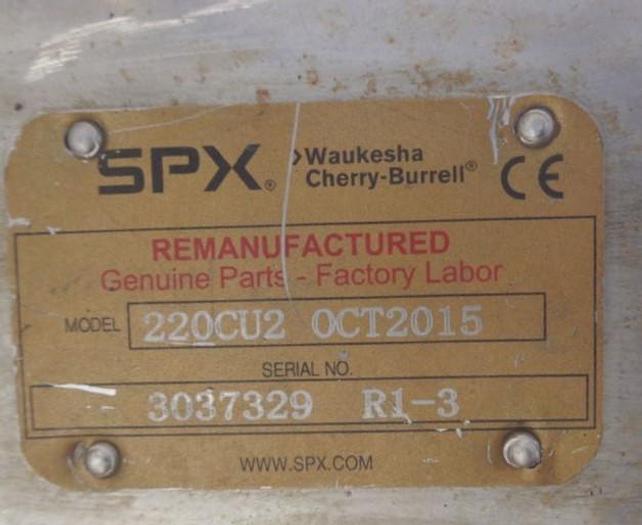 SPX® Waukesha Cherry-Burrell® CE
REMANUFACTURED
Genuine Parts - Factory Labor
MODEL 220CU2 OCT2015
SERIAL NO.
3037329 R1-3
WWW.SPX.COM